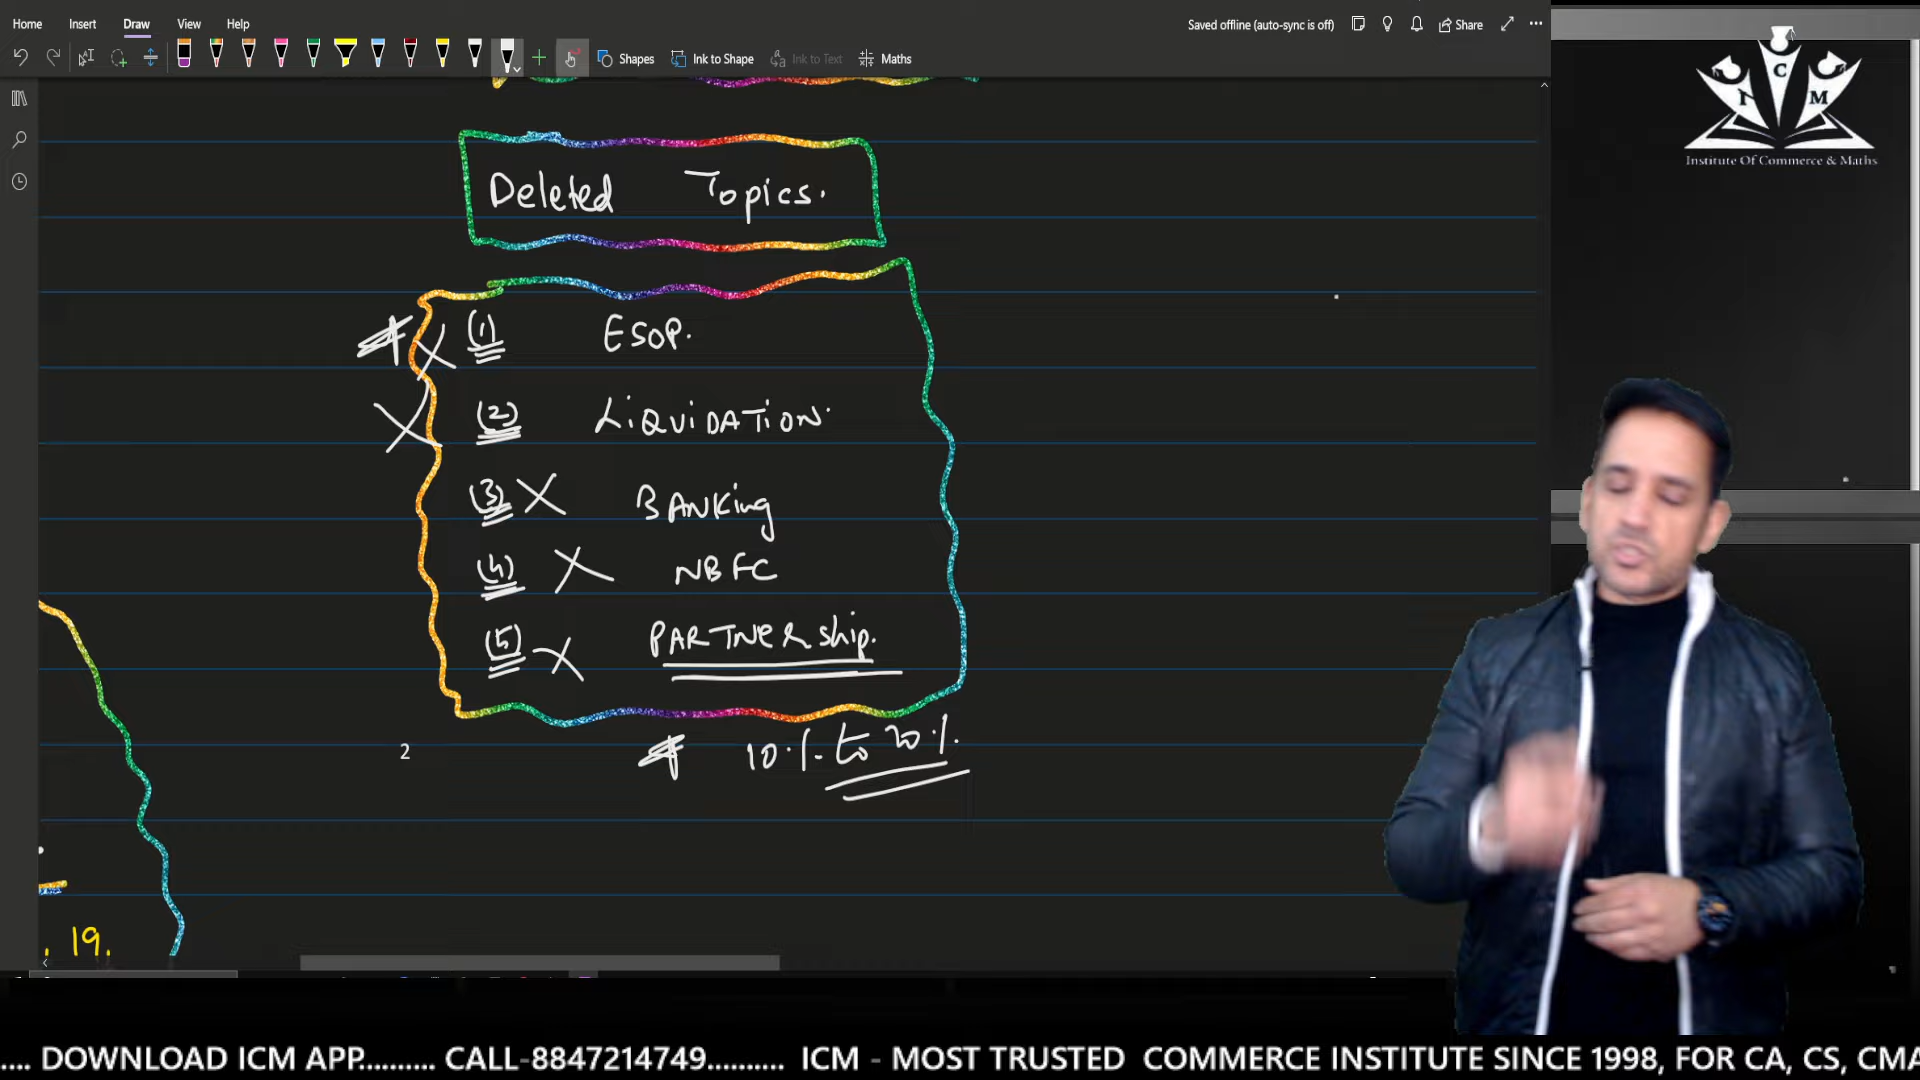 Home Insert Draw View Help
Saved offline (auto-sync is off) Share
Shapes Ink to Shape Ink to Text Maths
I C M
Institute Of Commerce & Maths
Deleted Topics.
(1) ESOP.
(2) LiQuiDATiON.
(3) X BANKing
(4) X NBFC
(5) X PARTNeRship.
2
10%. to 20%.
. 19.
..... DOWNLOAD ICM APP.......... CALL-8847214749.......... ICM - MOST TRUSTED COMMERCE INSTITUTE SINCE 1998, FOR CA, CS, CMA